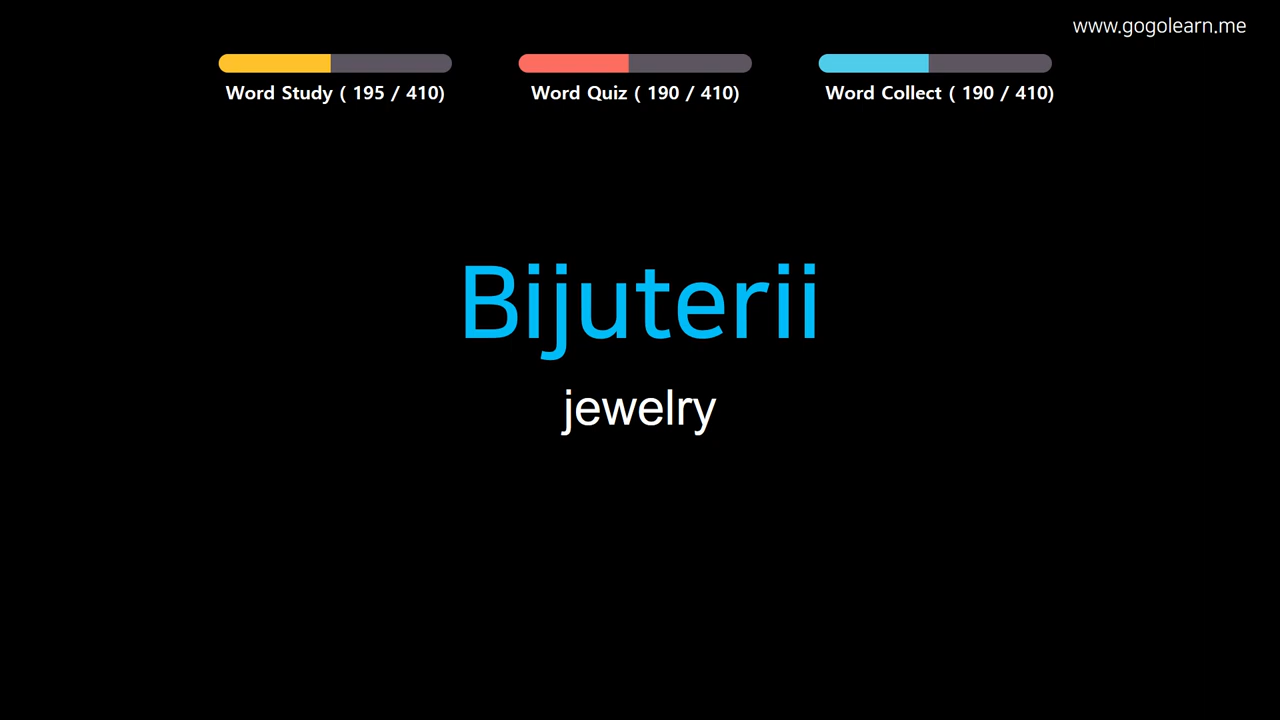 www.gogolearn.me
Word Study ( 195 / 410)
Word Quiz ( 190 / 410)
Word Collect ( 190 / 410)
Bijuterii
jewelry